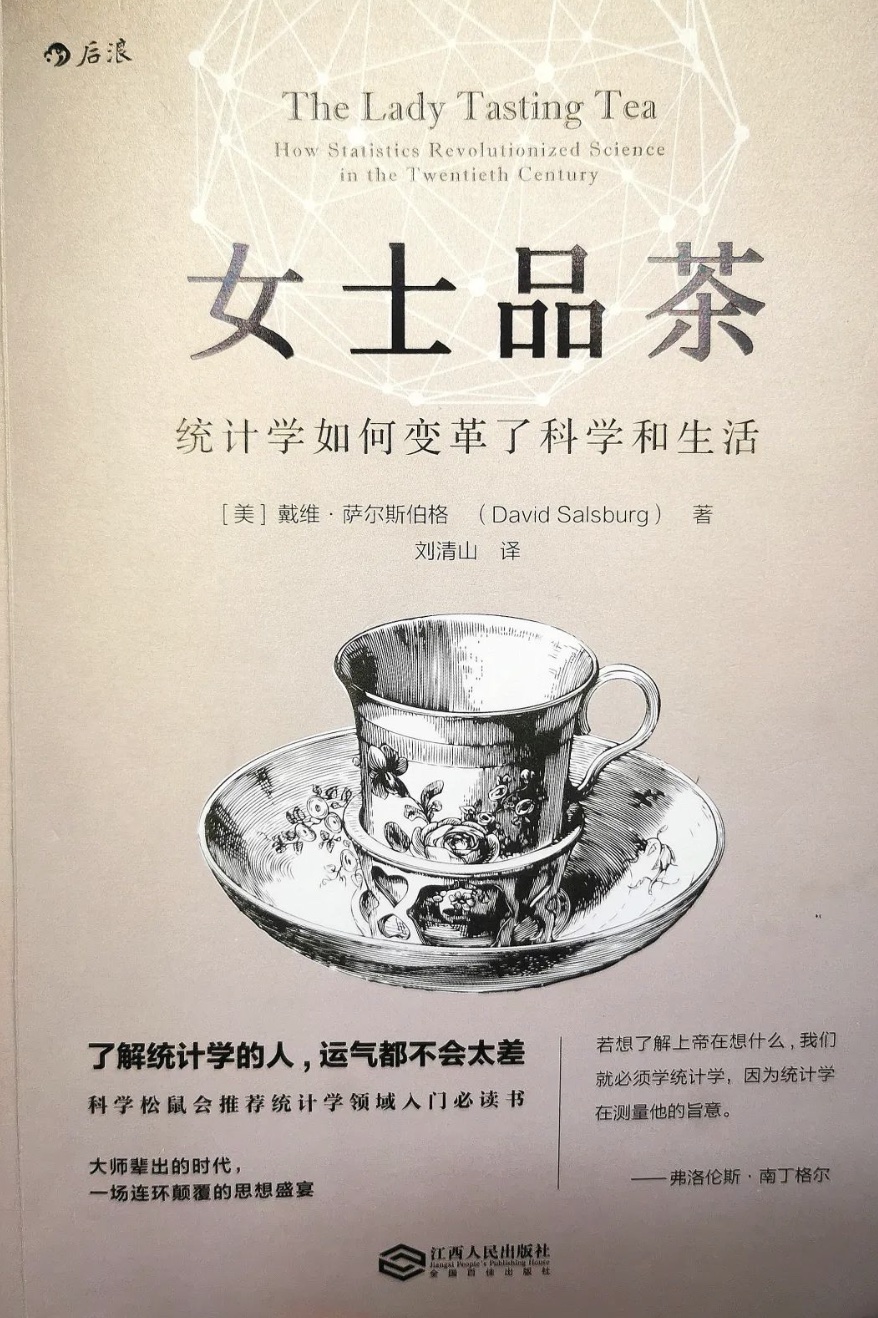 后浪
The Lady Tasting Tea
How Statistics Revolutionized Science
in the Twentieth Century
女士品茶
统计学如何变革了科学和生活
［美］戴维·萨尔斯伯格 （David Salsburg） 著
刘清山 译
了解统计学的人，运气都不会太差
科学松鼠会推荐统计学领域入门必读书
大师辈出的时代，
一场连环颠覆的思想盛宴
若想了解上帝在想什么，我们
就必须学统计学，因为统计学
在测量他的旨意。
——弗洛伦斯·南丁格尔
江西人民出版社
Jiangxi People's Publishing House
全国百佳出版社